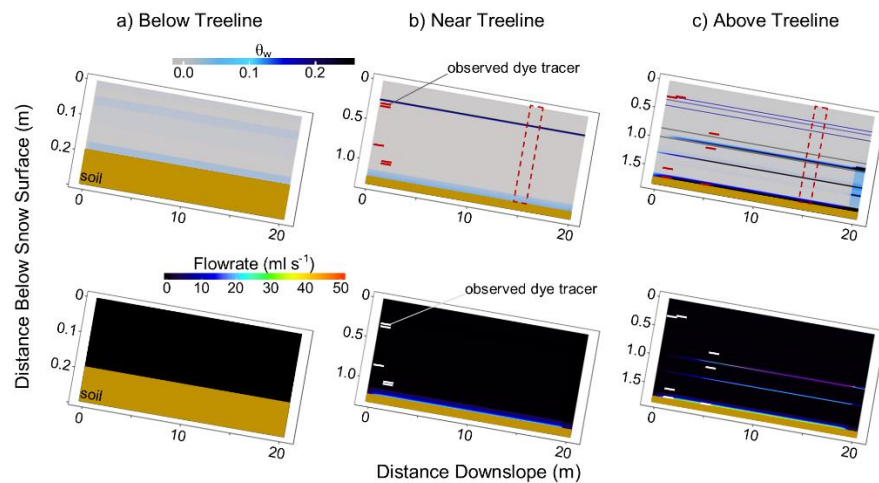 a) Below Treeline
b) Near Treeline
c) Above Treeline
θw
0.0 0.1 0.2
observed dye tracer
Distance Below Snow Surface (m)
0
0.1
0.2
soil
0
10
20
0.5
1.0
0
10
20
0.5
1.0
1.5
0
10
20
Flowrate (ml s⁻¹)
0 10 20 30 40 50
observed dye tracer
0
0.1
0.2
soil
0
10
20
0
0.5
1.0
0
10
20
0
0.5
1.0
1.5
0
10
20
Distance Downslope (m)